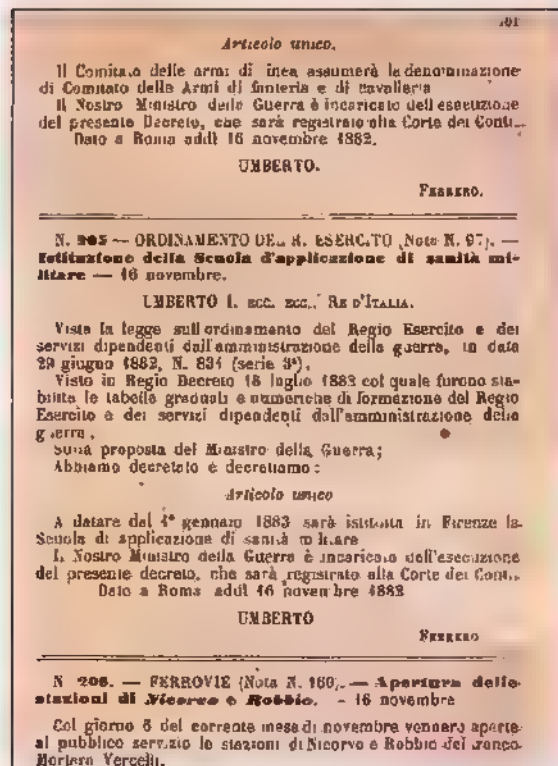 Articolo unico.
Il Comitato delle armi di linea assumerà la denominazione
di Comitato delle Armi di fanteria e di cavalleria
Il Nostro Ministro della Guerra è incaricato dell'esecuzione
del presente Decreto, che sarà registrato alla Corte dei Conti.
Dato a Roma addì 16 novembre 1882.
UMBERTO.
FERRERO.
N. 205 — ORDINAMENTO DEL R. ESERCITO (Nota N. 97). —
Istituzione della Scuola d'applicazione di sanità mi-
litare — 16 novembre.
UMBERTO I. ECC. ECC., RE D'ITALIA.
Vista la legge sull'ordinamento del Regio Esercito e dei
servizi dipendenti dall'amministrazione della guerra, in data
29 giugno 1882, N. 831 (serie 3ª),
Visto in Regio Decreto 18 luglio 1882 col quale furono sta-
bilite le tabelle graduali e numeriche di formazione del Regio
Esercito e dei servizi dipendenti dall'amministrazione della
guerra,
Sulla proposta del Ministro della Guerra;
Abbiamo decretato e decretiamo:
Articolo unico
A datare dal 1° gennaio 1883 sarà istituita in Firenze la
Scuola di applicazione di sanità militare
Il Nostro Ministro della Guerra è incaricato dell'esecuzione
del presente decreto, che sarà registrato alla Corte dei Conti.
Dato a Roma addì 16 novembre 1882
UMBERTO
FERRERO
N 206. — FERROVIE (Nota N. 160). — Apertura delle
stazioni di Nicorvo e Robbio. - 16 novembre
Col giorno 6 del corrente mese di novembre vennero aperte
al pubblico servizio le stazioni di Nicorvo e Robbio del tronco
Mortara Vercelli.